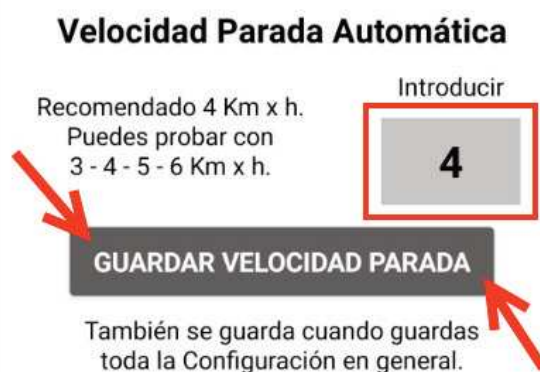 Velocidad Parada Automática
Introducir
Recomendado 4 Km x h.
Puedes probar con
3 - 4 - 5 - 6 Km x h.
4
GUARDAR VELOCIDAD PARADA
También se guarda cuando guardas
toda la Configuración en general.